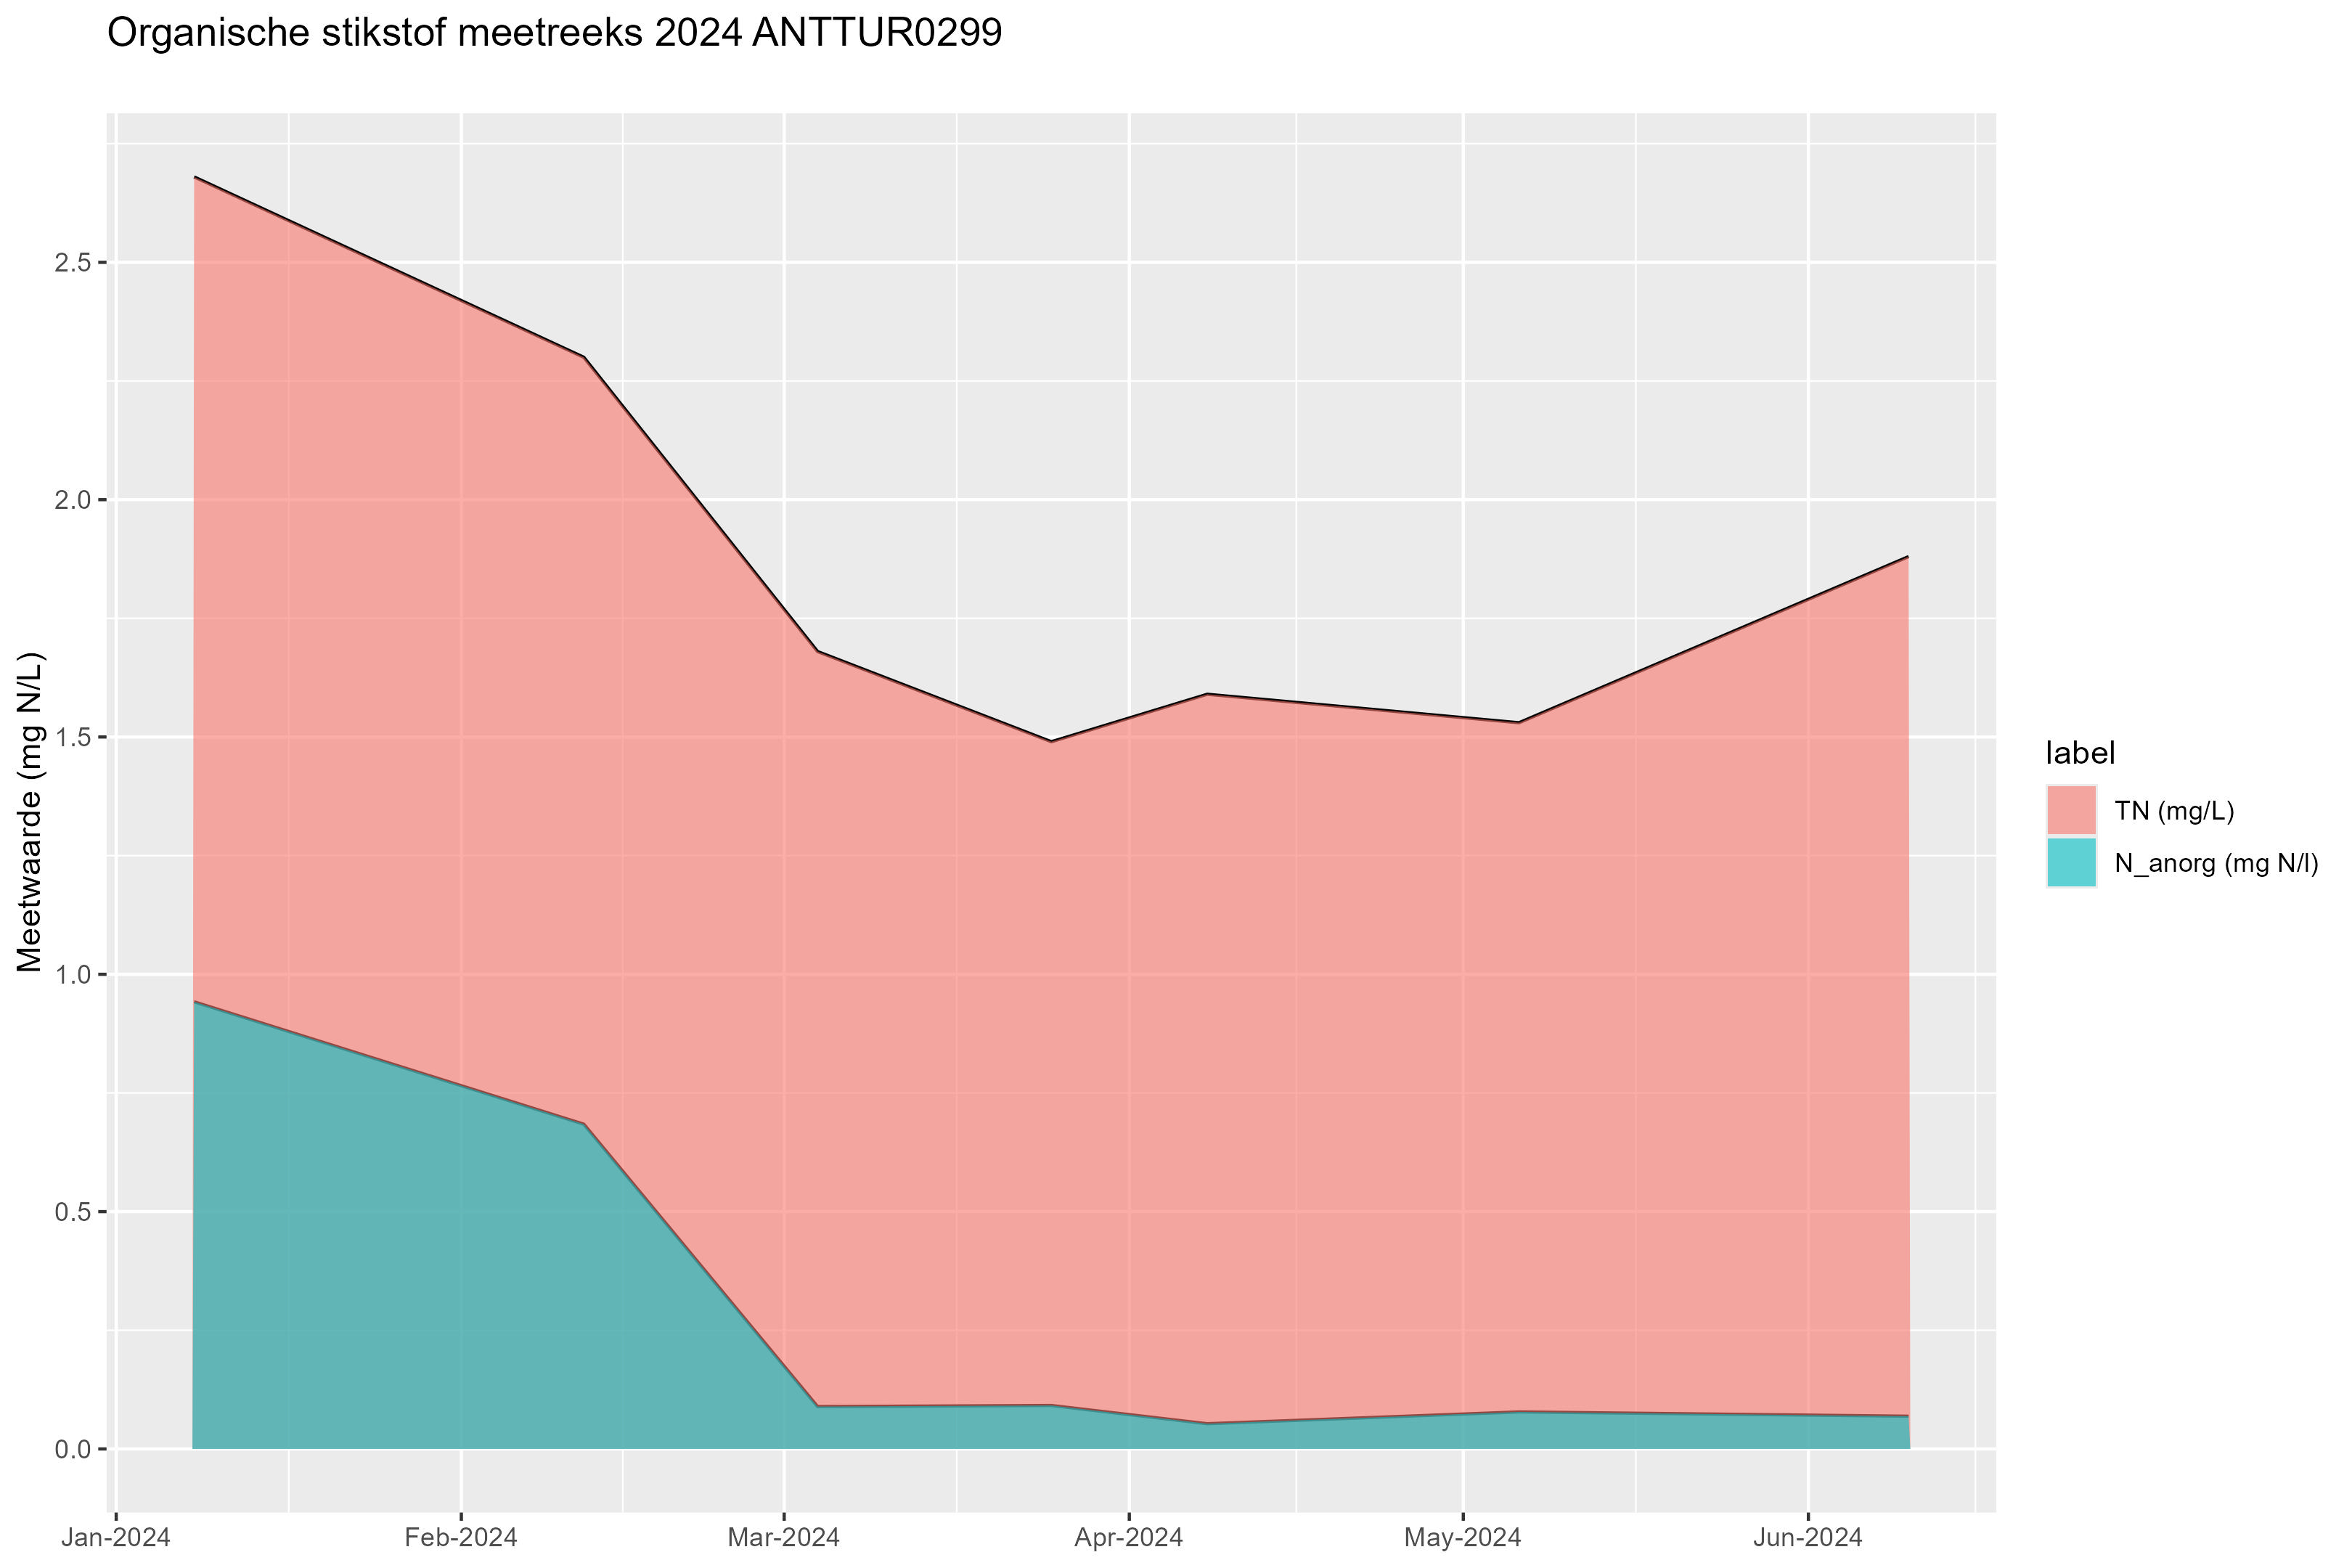 Organische stikstof meetreeks 2024 ANTTUR0299
Meetwaarde (mg N/L)
2.5
2.0
1.5
1.0
0.5
0.0
Jan-2024
Feb-2024
Mar-2024
Apr-2024
May-2024
Jun-2024
label
TN (mg/L)
N_anorg (mg N/l)